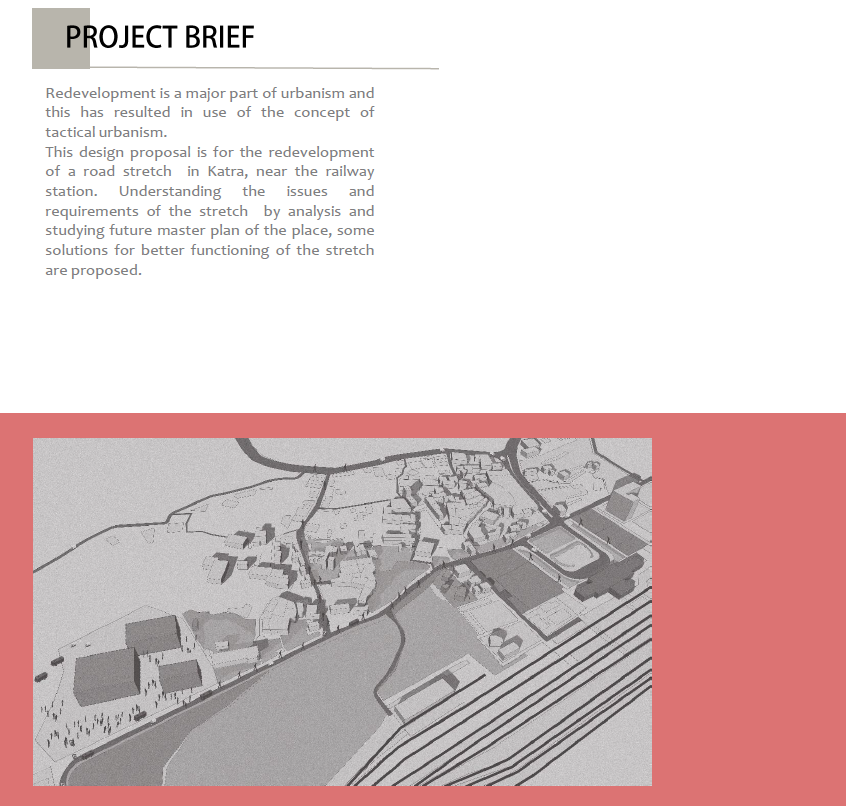 PROJECT BRIEF
Redevelopment is a major part of urbanism and
this has resulted in use of the concept of
tactical urbanism.
This design proposal is for the redevelopment
of a road stretch in Katra, near the railway
station. Understanding the issues and
requirements of the stretch by analysis and
studying future master plan of the place, some
solutions for better functioning of the stretch
are proposed.